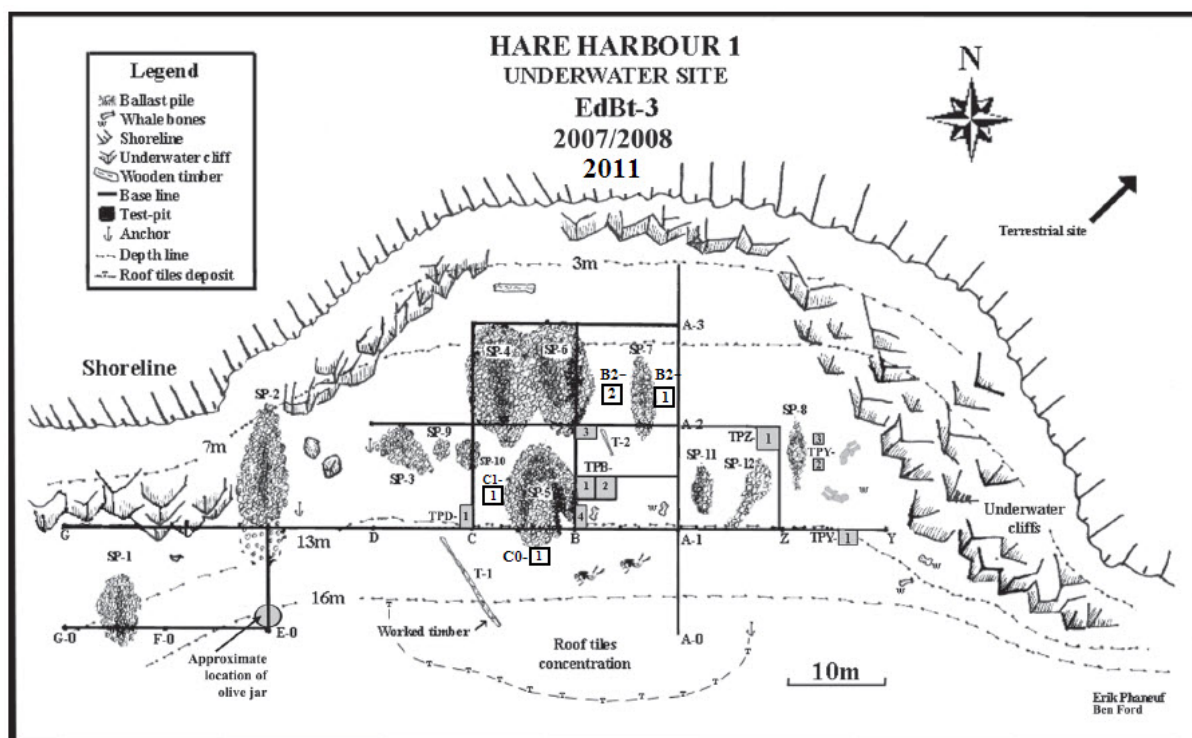 HARE HARBOUR 1
UNDERWATER SITE
EdBt-3
2007/2008
2011
N
Terrestrial site
Legend
Ballast pile
Whale bones
Shoreline
Underwater cliff
Wooden timber
Base line
Test-pit
Anchor
Depth line
Roof tiles deposit
3m
A-3
Shoreline
SP-4
SP-6
SP-7
B2-
2
B2-
1
SP-2
7m
A-2
SP-8
SP-9
3
T-2
TPZ-
1
3
TPY-
2
SP-3
SP-10
TPB-
SP-11
SP-12
C1-
1
SP-5
1
2
w
w
TPD-
1
4
Underwater
cliffs
G
13m
D
C
B
A-1
Z
Y
SP-1
C0-
1
TPY-
1
T-1
w
w
16m
G-0
F-0
E-0
A-0
Worked timber
Approximate
location of
olive jar
Roof tiles
concentration
T
T
T
T
T
T
T
T
T
10m
Erik Phaneuf
Ben Ford